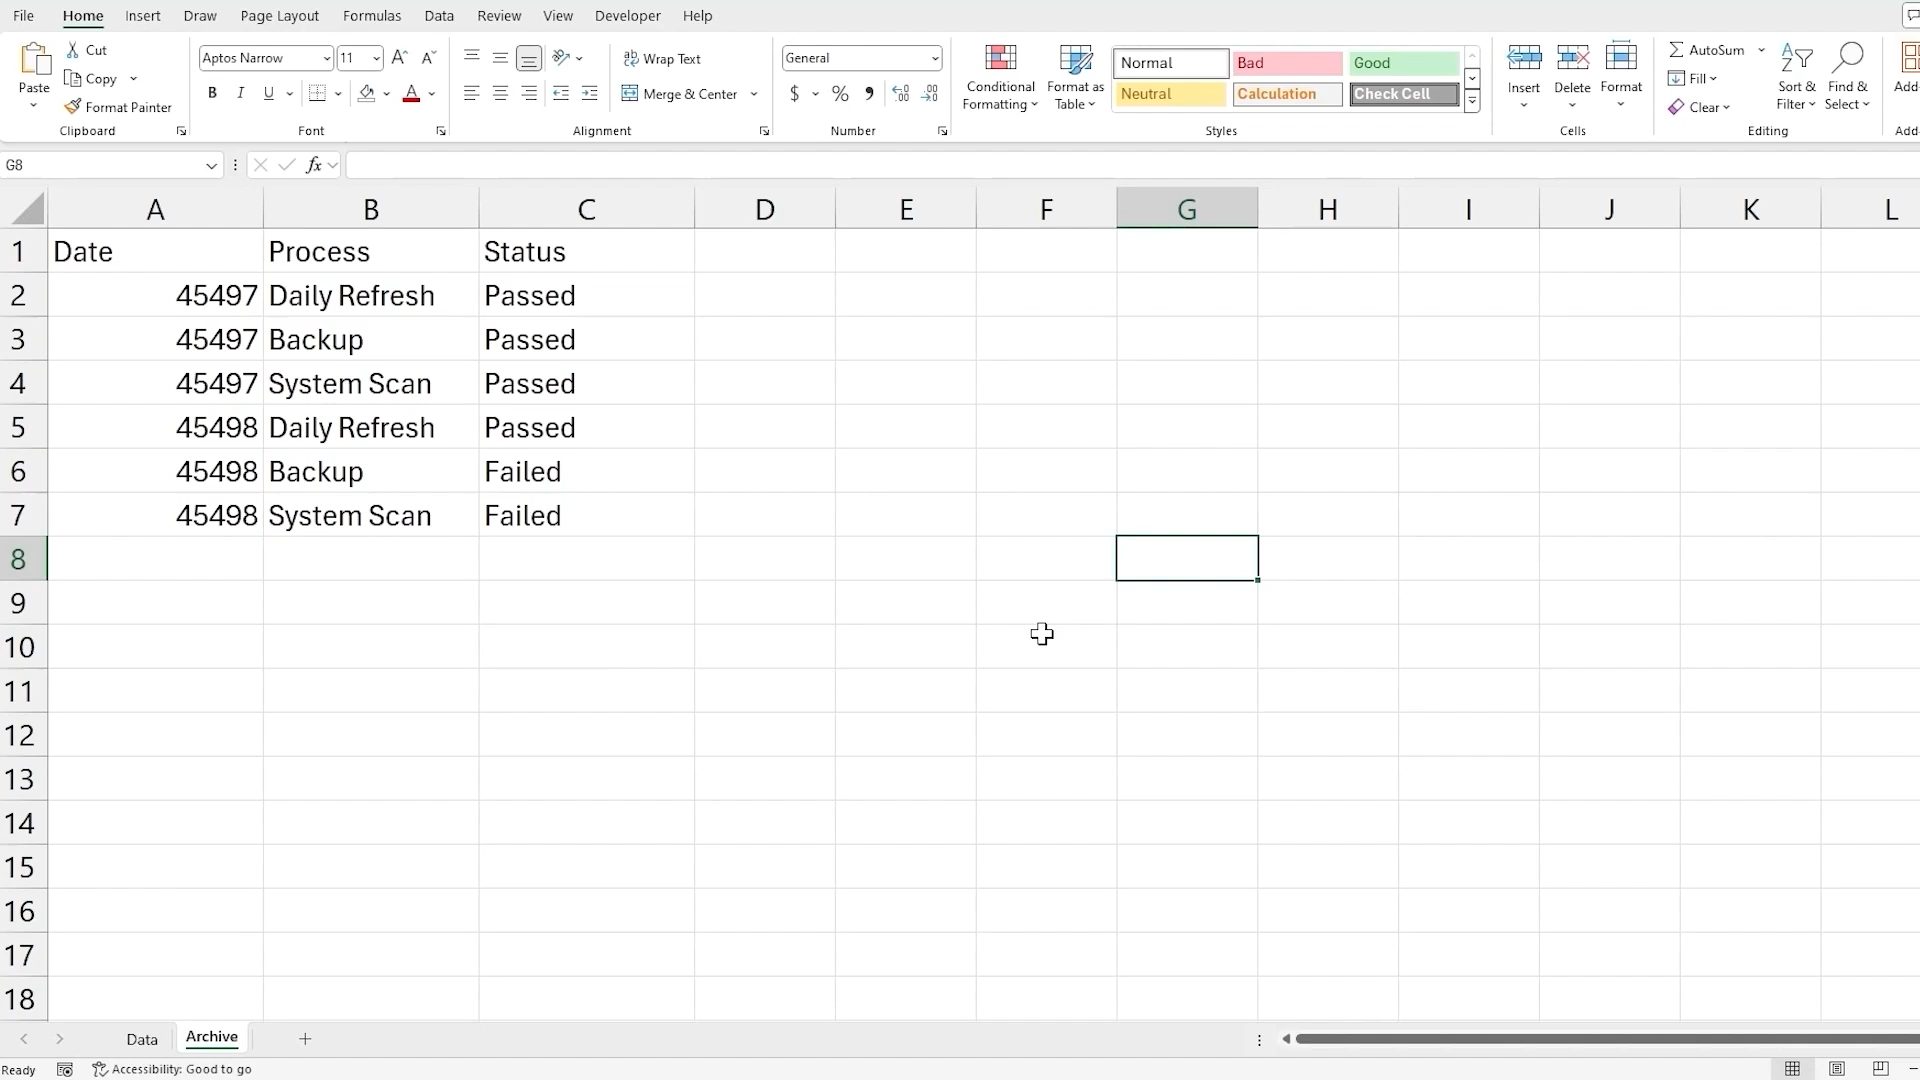 File Home Insert Draw Page Layout Formulas Data Review View Developer Help
Paste Cut Copy Format Painter Clipboard
Aptos Narrow 11 A A B I U A Font
Wrap Text Merge & Center Alignment
General $ % Number
Conditional Formatting Format as Table
Normal Bad Good
Neutral Calculation Check Cell
Styles
Insert Delete Format Cells
AutoSum Fill Clear Sort & Filter Find & Select Editing
Add-
Add-
G8 fx
A B C D E F G H I J K L
1 Date Process Status
2 45497 Daily Refresh Passed
3 45497 Backup Passed
4 45497 System Scan Passed
5 45498 Daily Refresh Passed
6 45498 Backup Failed
7 45498 System Scan Failed
8
9
10
11
12
13
14
15
16
17
18
Data Archive +
Ready Accessibility: Good to go